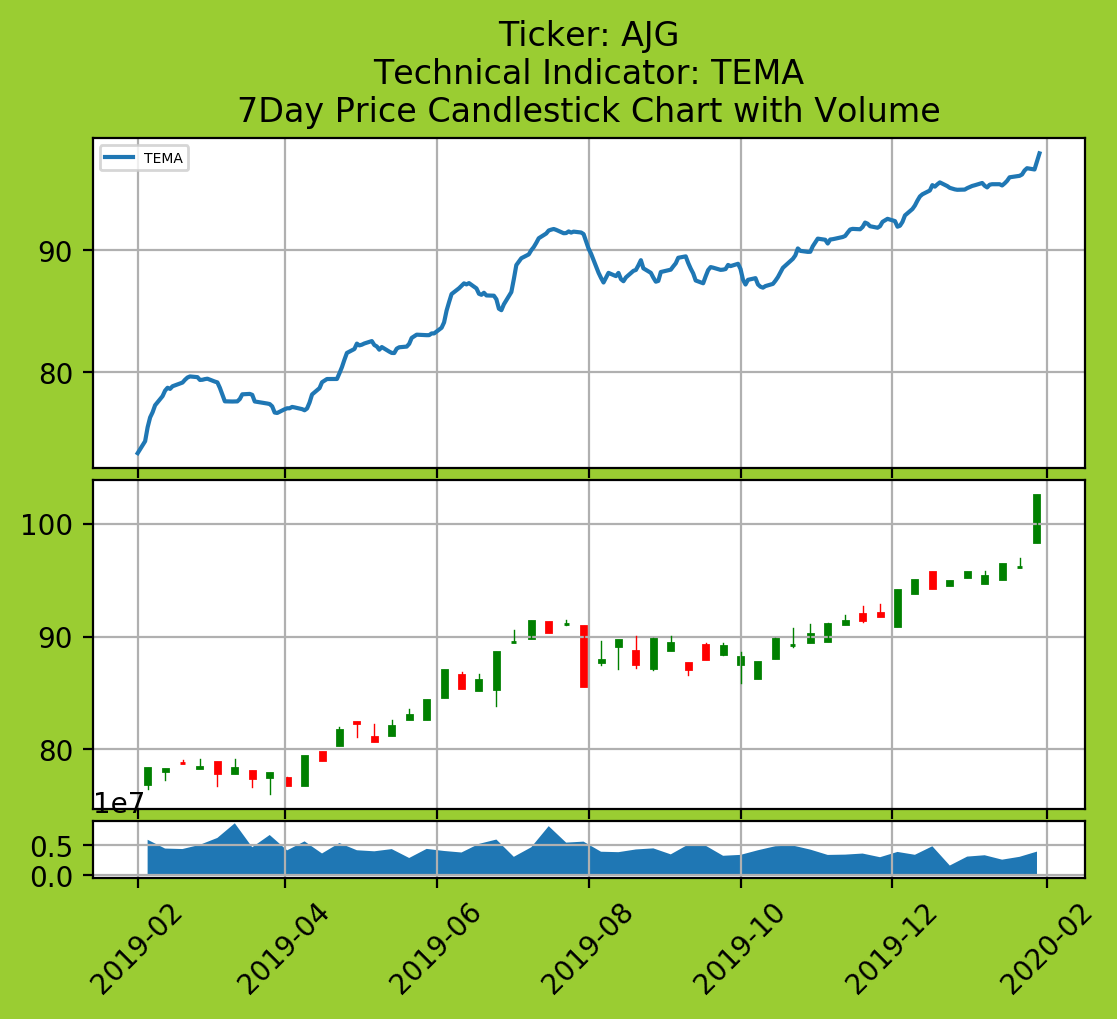 Ticker: AJG
Technical Indicator: TEMA
7Day Price Candlestick Chart with Volume
TEMA
90
80
100
90
80
1e7
0.5
0.0
2019-02
2019-04
2019-06
2019-08
2019-10
2019-12
2020-02